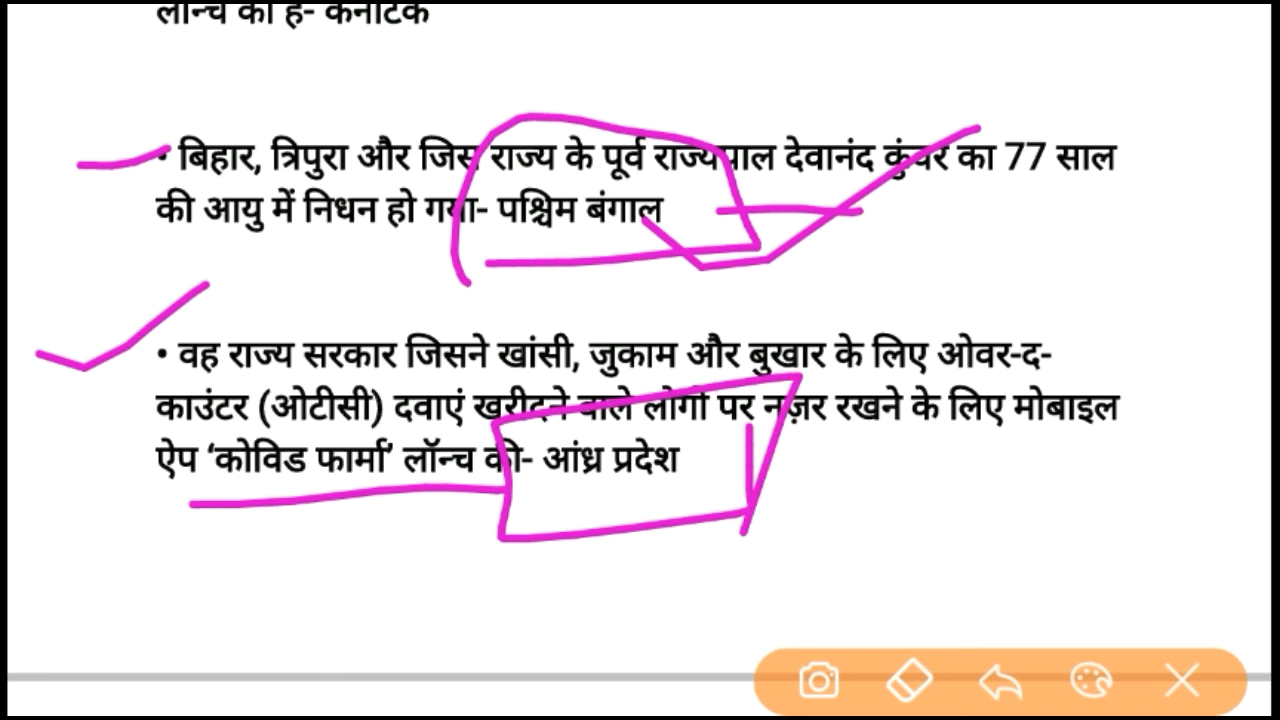 लॉन्च की है- कर्नाटक
• बिहार, त्रिपुरा और जिस राज्य के पूर्व राज्यपाल देवानंद कुंवर का 77 साल
की आयु में निधन हो गया- पश्चिम बंगाल
• वह राज्य सरकार जिसने खांसी, जुकाम और बुखार के लिए ओवर-द-
काउंटर (ओटीसी) दवाएं खरीदने वाले लोगों पर नज़र रखने के लिए मोबाइल
ऐप ‘कोविड फार्मा’ लॉन्च की- आंध्र प्रदेश